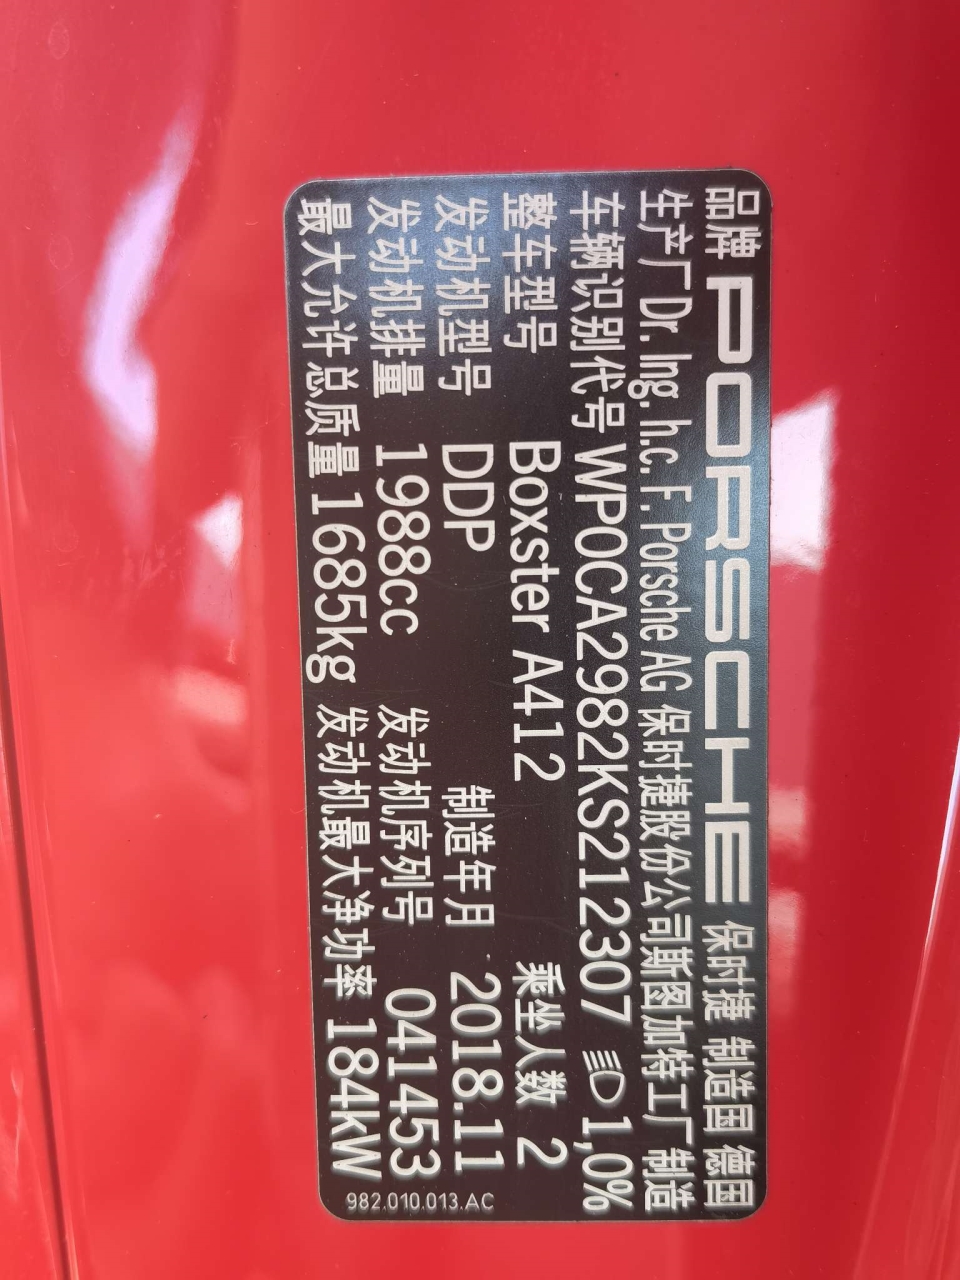 品牌 PORSCHE 保时捷 制造国 德国
生产厂Dr. Ing. h.c. F. Porsche AG 保时捷股份公司斯图加特工厂 制造
车辆识别代号 WP0CA2982KS212307 1,0%
整车型号 Boxster A412 乘坐人数 2
发动机型号 DDP 制造年月 2018.11
发动机排量 1988cc 发动机序列号 041453
最大允许总质量 1685kg 发动机最大净功率 184kW
982.010.013.AC